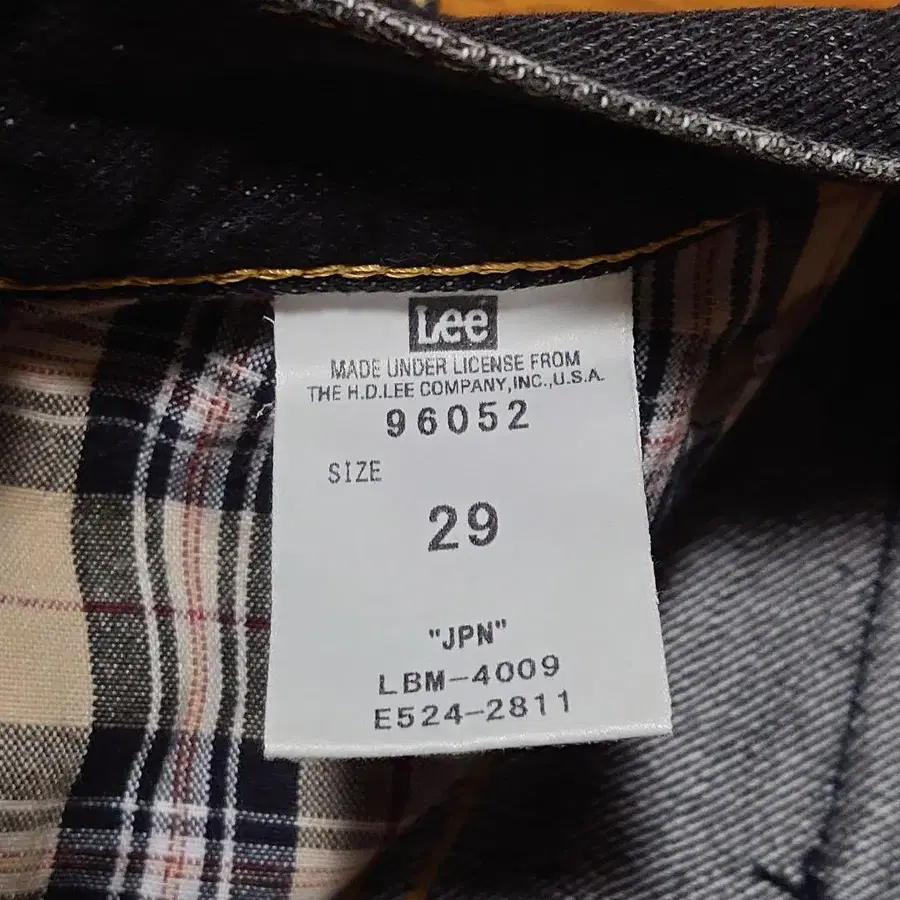 Lee
MADE UNDER LICENSE FROM
THE H.D.LEE COMPANY,INC.,U.S.A.
96052
SIZE
29
"JPN"
LBM-4009
E524-2811